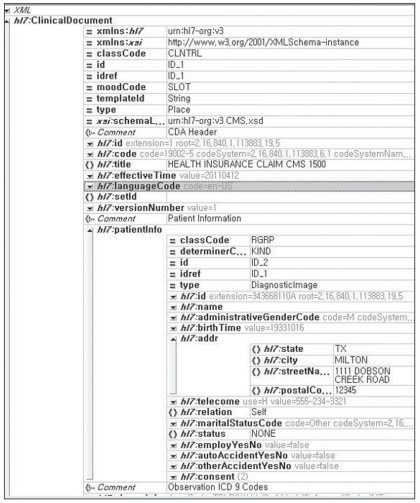 XML
hl7:ClinicalDocument
= xmlns:hl7 urn:hl7-org:v3
= xmlns:xsi http://www,w3,org/2001/XMLSchema-instance
= classCode CLNTRL
= id ID_1
= idref ID_1
= moodCode SLOT
= templateId String
= type Place
= xsi:schemaL... urn:hl7-org:v3 CMS,xsd
Comment CDA Header
hl7:id extension=1 root=2,16,840,1,113883,19,5
hl7:code code=19002-5 codeSystem=2,16,840,1,113883,6,1 codeSystemNam...
() hl7:title HEALTH INSURANCE CLAIM CMS 1500
hl7:effectiveTime value=20110412
hl7:languageCode code=en-US
() hl7:setId
hl7:versionNumber value=1
Comment Patient Information
hl7:patientInfo
= classCode RGRP
= determinerC... KIND
= id ID_2
= idref ID_1
= type DiagnosticImage
hl7:id extension=343668110A root=2,16,840,1,113883,19,5
hl7:name
hl7:administrativeGenderCode code=M codeSystem...
hl7:birthTime value=19331016
hl7:addr
() hl7:state TX
() hl7:city MILTON
() hl7:streetNa... 1111 DOBSON
CREEK ROAD
() hl7:postalCo... 12345
hl7:telecome use=H value=555-234-3321
() hl7:relation Self
hl7:maritalStatusCode code=Other codeSystem=2,16,...
() hl7:status NONE
hl7:employYesNo value=false
hl7:autoAccidentYesNo value=false
hl7:otherAccidentYesNo value=false
hl7:consent (2)
Comment Observation ICD 9 Codes